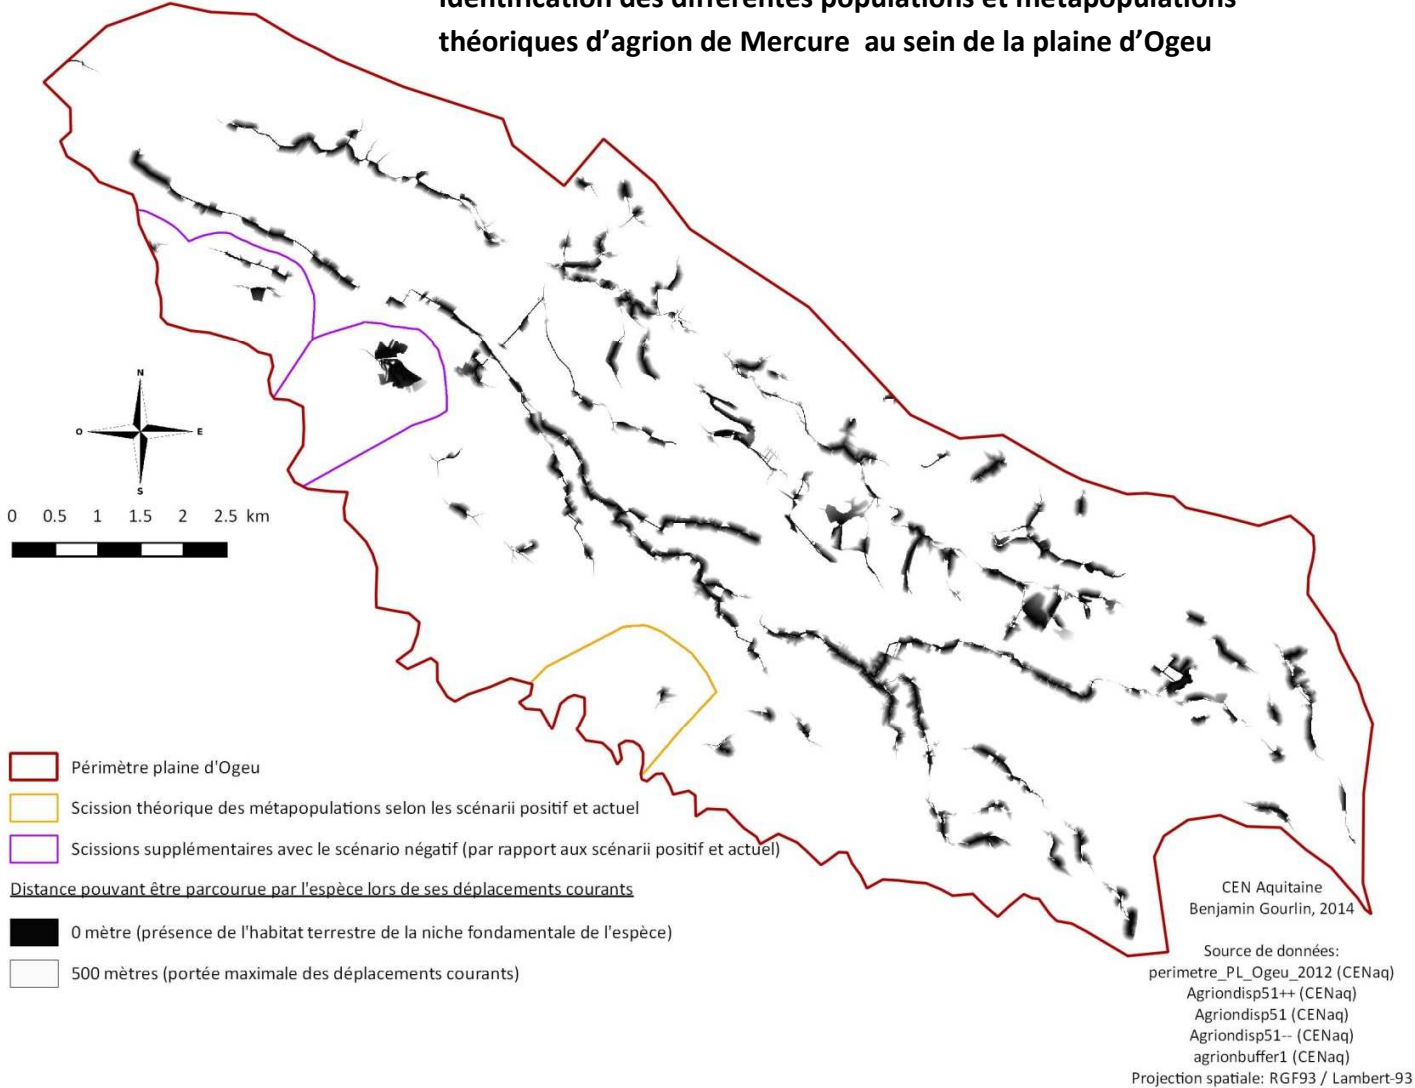 Identification des différentes populations et métapopulations
théoriques d'agrion de Mercure au sein de la plaine d'Ogeu
N
O
E
S
0 0.5 1 1.5 2 2.5 km
Périmètre plaine d'Ogeu
Scission théorique des métapopulations selon les scénarii positif et actuel
Scissions supplémentaires avec le scénario négatif (par rapport aux scénarii positif et actuel)
Distance pouvant être parcourue par l'espèce lors de ses déplacements courants
0 mètre (présence de l'habitat terrestre de la niche fondamentale de l'espèce)
500 mètres (portée maximale des déplacements courants)
CEN Aquitaine
Benjamin Gourlin, 2014
Source de données:
perimetre_PL_Ogeu_2012 (CENaq)
Agriondisp51++ (CENaq)
Agriondisp51 (CENaq)
Agriondisp51-- (CENaq)
agrionbuffer1 (CENaq)
Projection spatiale: RGF93 / Lambert-93